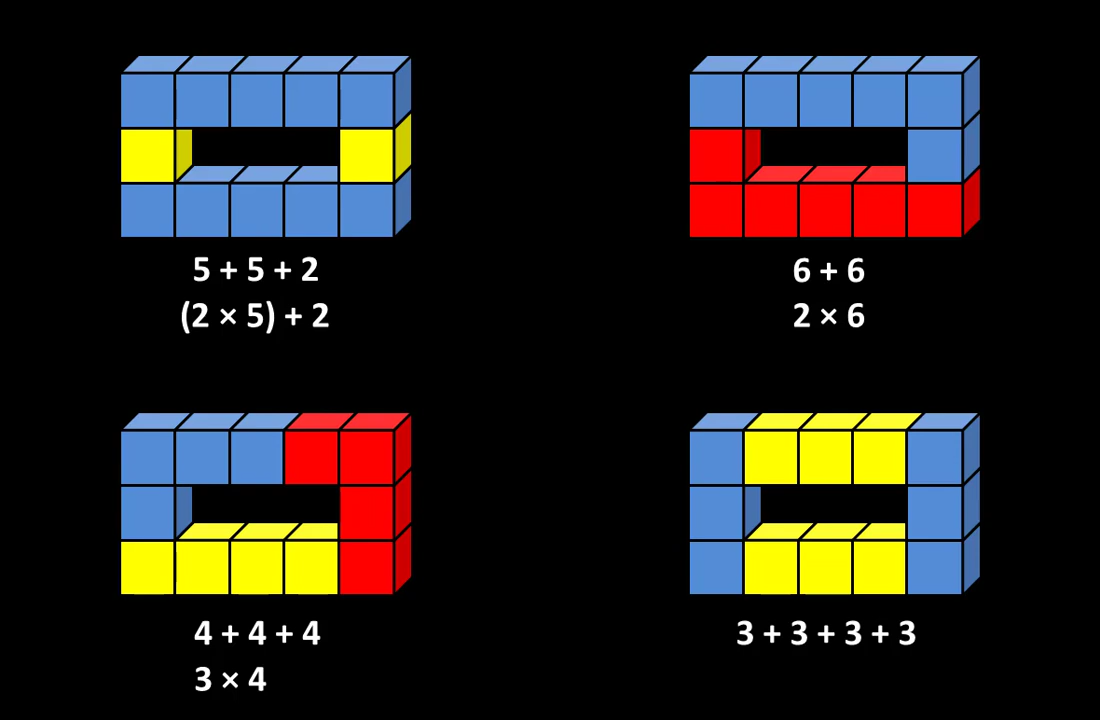 5 + 5 + 2
(2 × 5) + 2
6 + 6
2 × 6
4 + 4 + 4
3 × 4
3 + 3 + 3 + 3